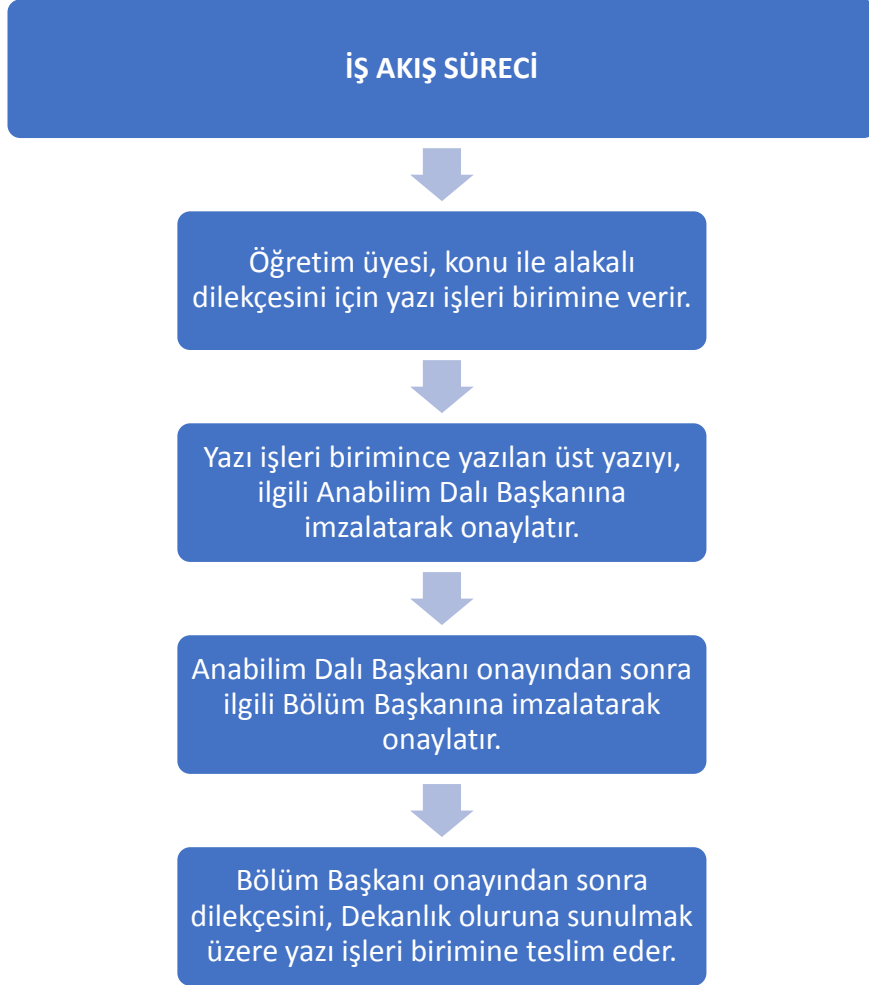 İŞ AKIŞ SÜRECİ
Öğretim üyesi, konu ile alakalı
dilekçesini için yazı işleri birimine verir.
Yazı işleri birimince yazılan üst yazıyı,
ilgili Anabilim Dalı Başkanına
imzalatarak onaylatır.
Anabilim Dalı Başkanı onayından sonra
ilgili Bölüm Başkanına imzalatarak
onaylatır.
Bölüm Başkanı onayından sonra
dilekçesini, Dekanlık oluruna sunulmak
üzere yazı işleri birimine teslim eder.